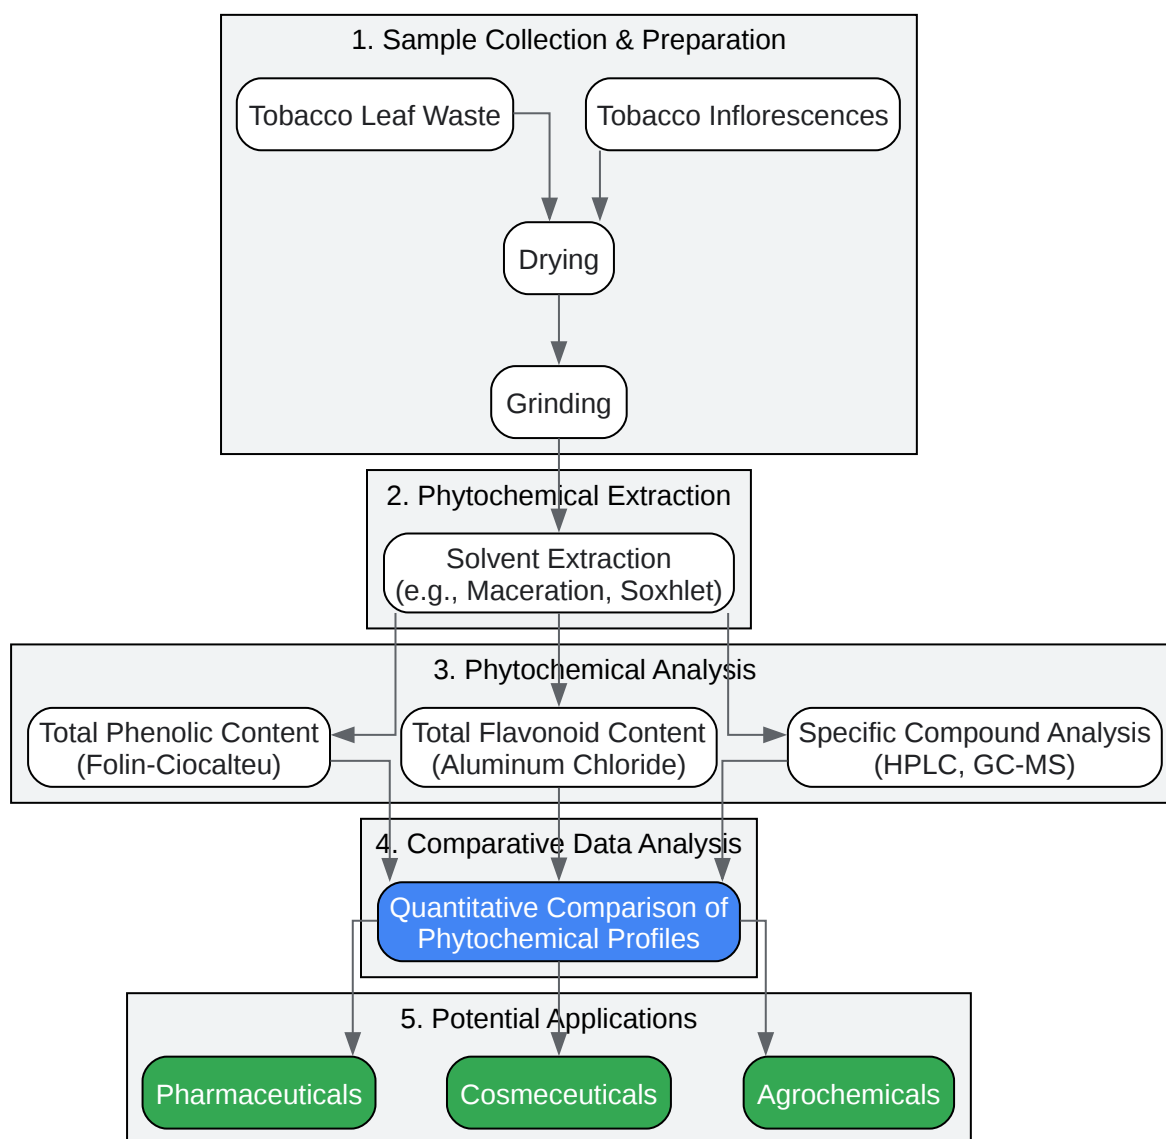 1. Sample Collection & Preparation
Tobacco Leaf Waste
Tobacco Inflorescences
Drying
Grinding
2. Phytochemical Extraction
Solvent Extraction
(e.g., Maceration, Soxhlet)
3. Phytochemical Analysis
Total Phenolic Content
(Folin-Ciocalteu)
Total Flavonoid Content
(Aluminum Chloride)
Specific Compound Analysis
(HPLC, GC-MS)
4. Comparative Data Analysis
Quantitative Comparison of
Phytochemical Profiles
5. Potential Applications
Pharmaceuticals
Cosmeceuticals
Agrochemicals